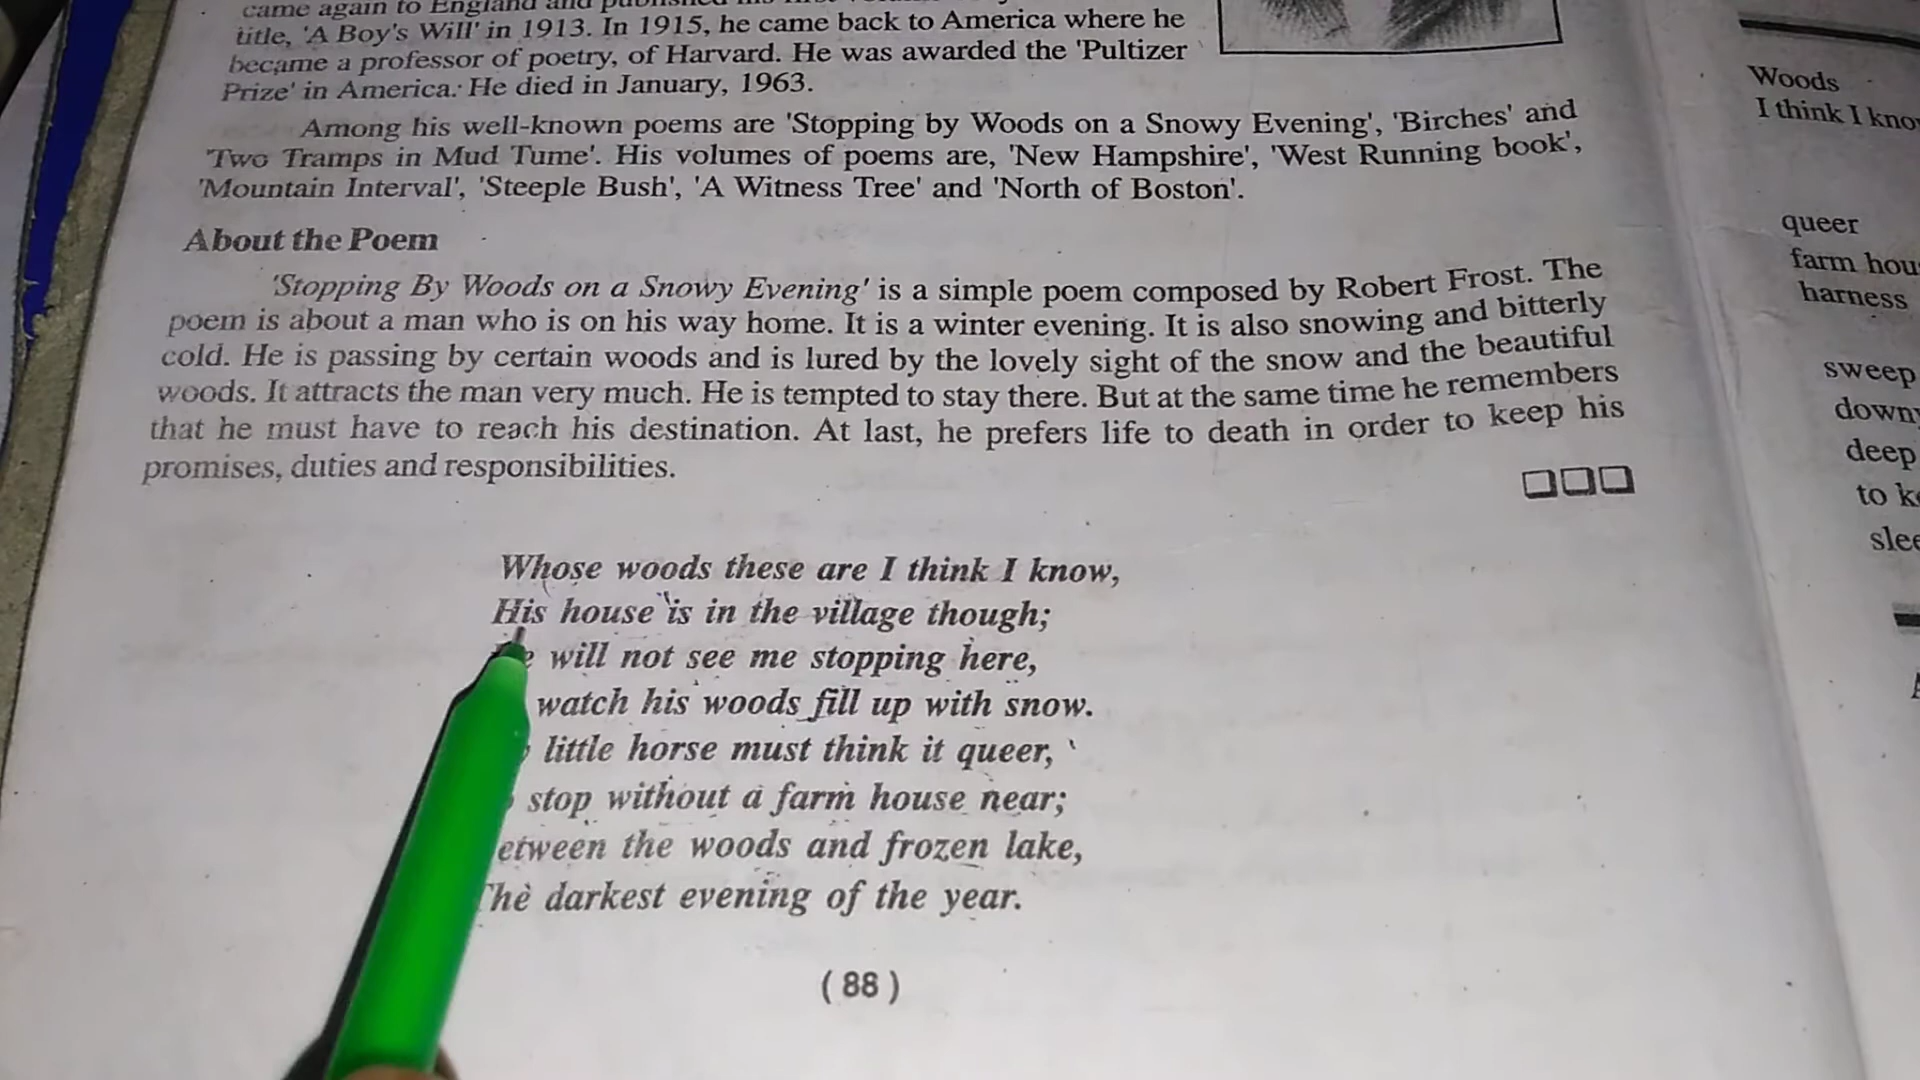 came again to England and
title, 'A Boy's Will' in 1913. In 1915, he came back to America where he
became a professor of poetry, of Harvard. He was awarded the 'Pultizer
Prize' in America. He died in January, 1963.
Among his well-known poems are 'Stopping by Woods on a Snowy Evening', 'Birches' and
'Two Tramps in Mud Tume'. His volumes of poems are, 'New Hampshire', 'West Running book',
'Mountain Interval', 'Steeple Bush', 'A Witness Tree' and 'North of Boston'.
About the Poem
'Stopping By Woods on a Snowy Evening' is a simple poem composed by Robert Frost. The
poem is about a man who is on his way home. It is a winter evening. It is also snowing and bitterly
cold. He is passing by certain woods and is lured by the lovely sight of the snow and the beautiful
woods. It attracts the man very much. He is tempted to stay there. But at the same time he remembers
that he must have to reach his destination. At last, he prefers life to death in order to keep his
promises, duties and responsibilities.
Whose woods these are I think I know,
His house is in the village though;
will not see me stopping here,
watch his woods fill up with snow.
little horse must think it queer,
stop without a farm house near;
etween the woods and frozen lake,
The darkest evening of the year.
( 88 )
Woods
I think I kno
queer
farm hou
harness
sweep
down
deep
to k
slee